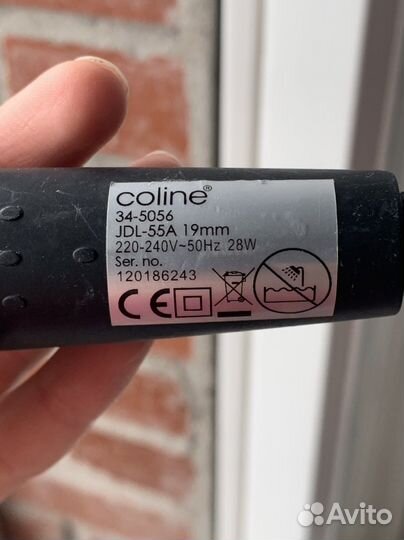 coline®
34-5056
JDL-55A 19mm
220-240V~50Hz 28W
Ser. no.
120186243
CE
Avito